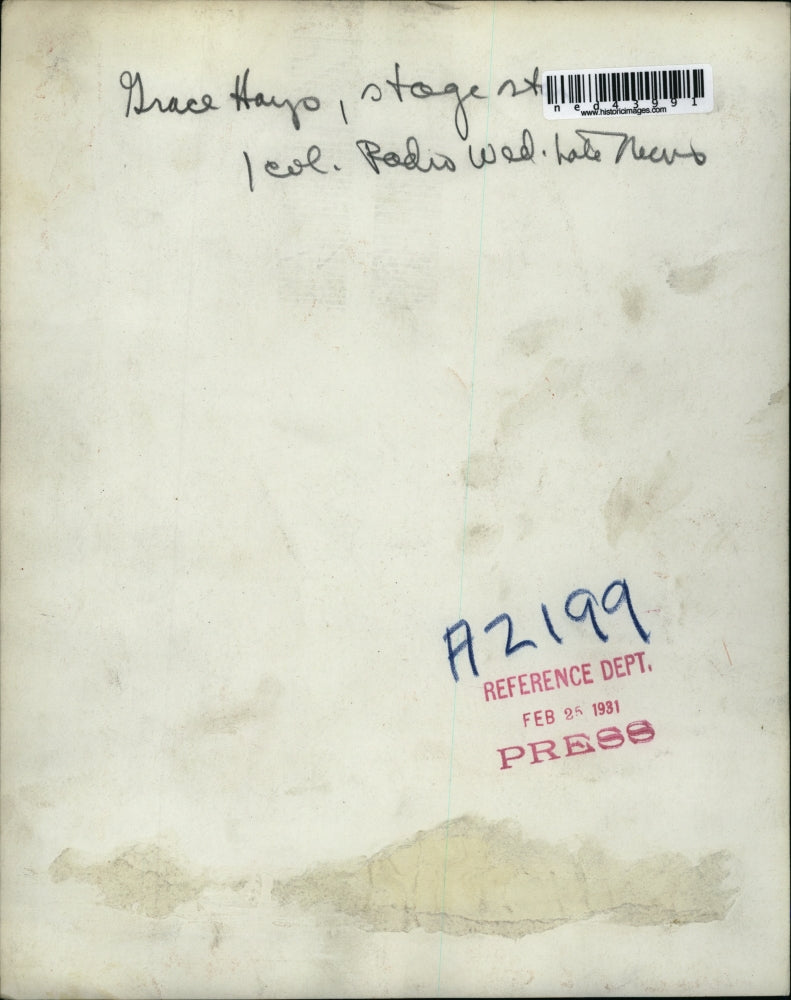 Grace Hays, stage st
ned43991
www.historicimages.com
1 col. Radio Wed. Late News
A2199
REFERENCE DEPT.
FEB 25 1931
PRESS